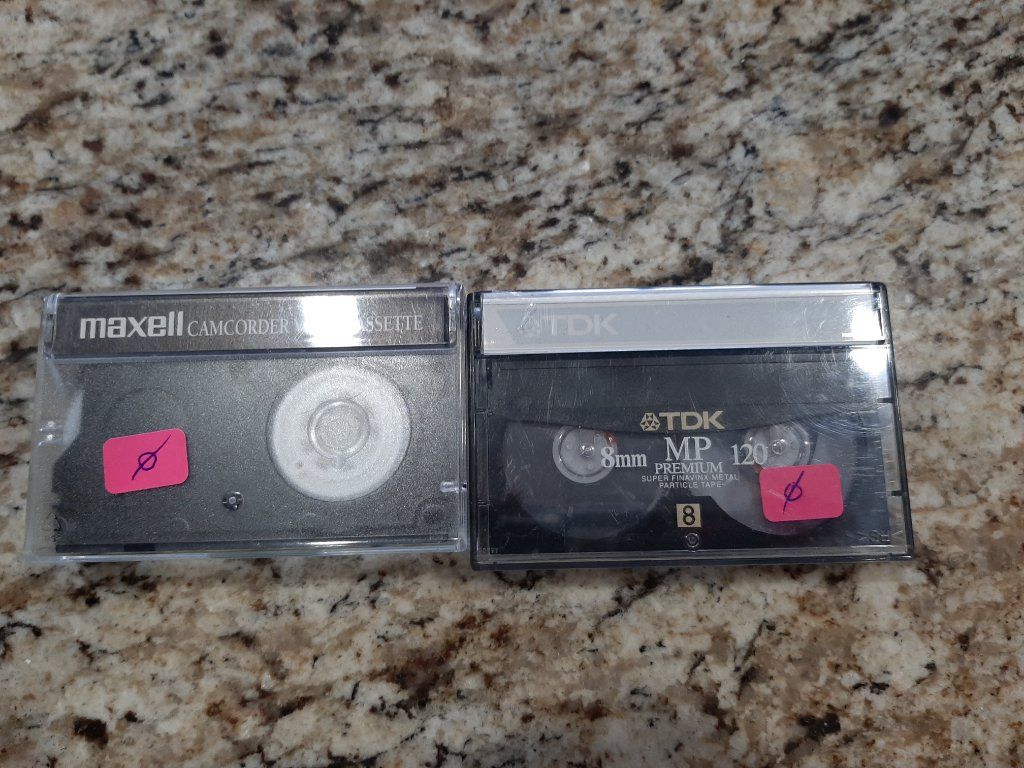 maxell CAMCORDER
ø
TDK
TDK
8mm MP 120
PREMIUM
SUPER FINAVINX METAL
PARTICLE TAPE
8
ø